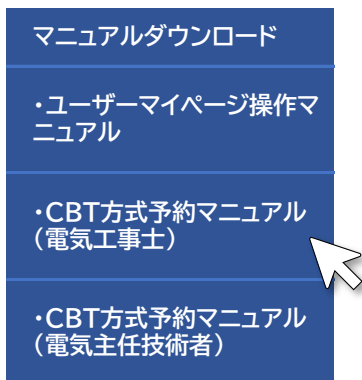 マニュアルダウンロード
・ユーザーマイページ操作マ
ニュアル
・CBT方式予約マニュアル
（電気工事士）
・CBT方式予約マニュアル
（電気主任技術者）